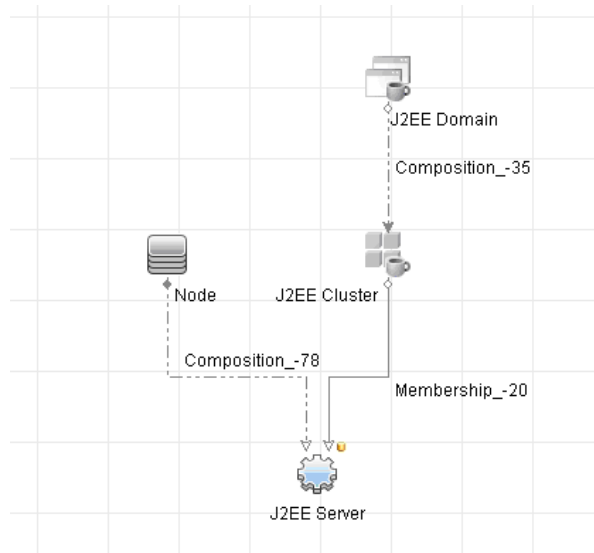 J2EE Domain
Composition_-35
Node
J2EE Cluster
Composition_-78
Membership_-20
J2EE Server